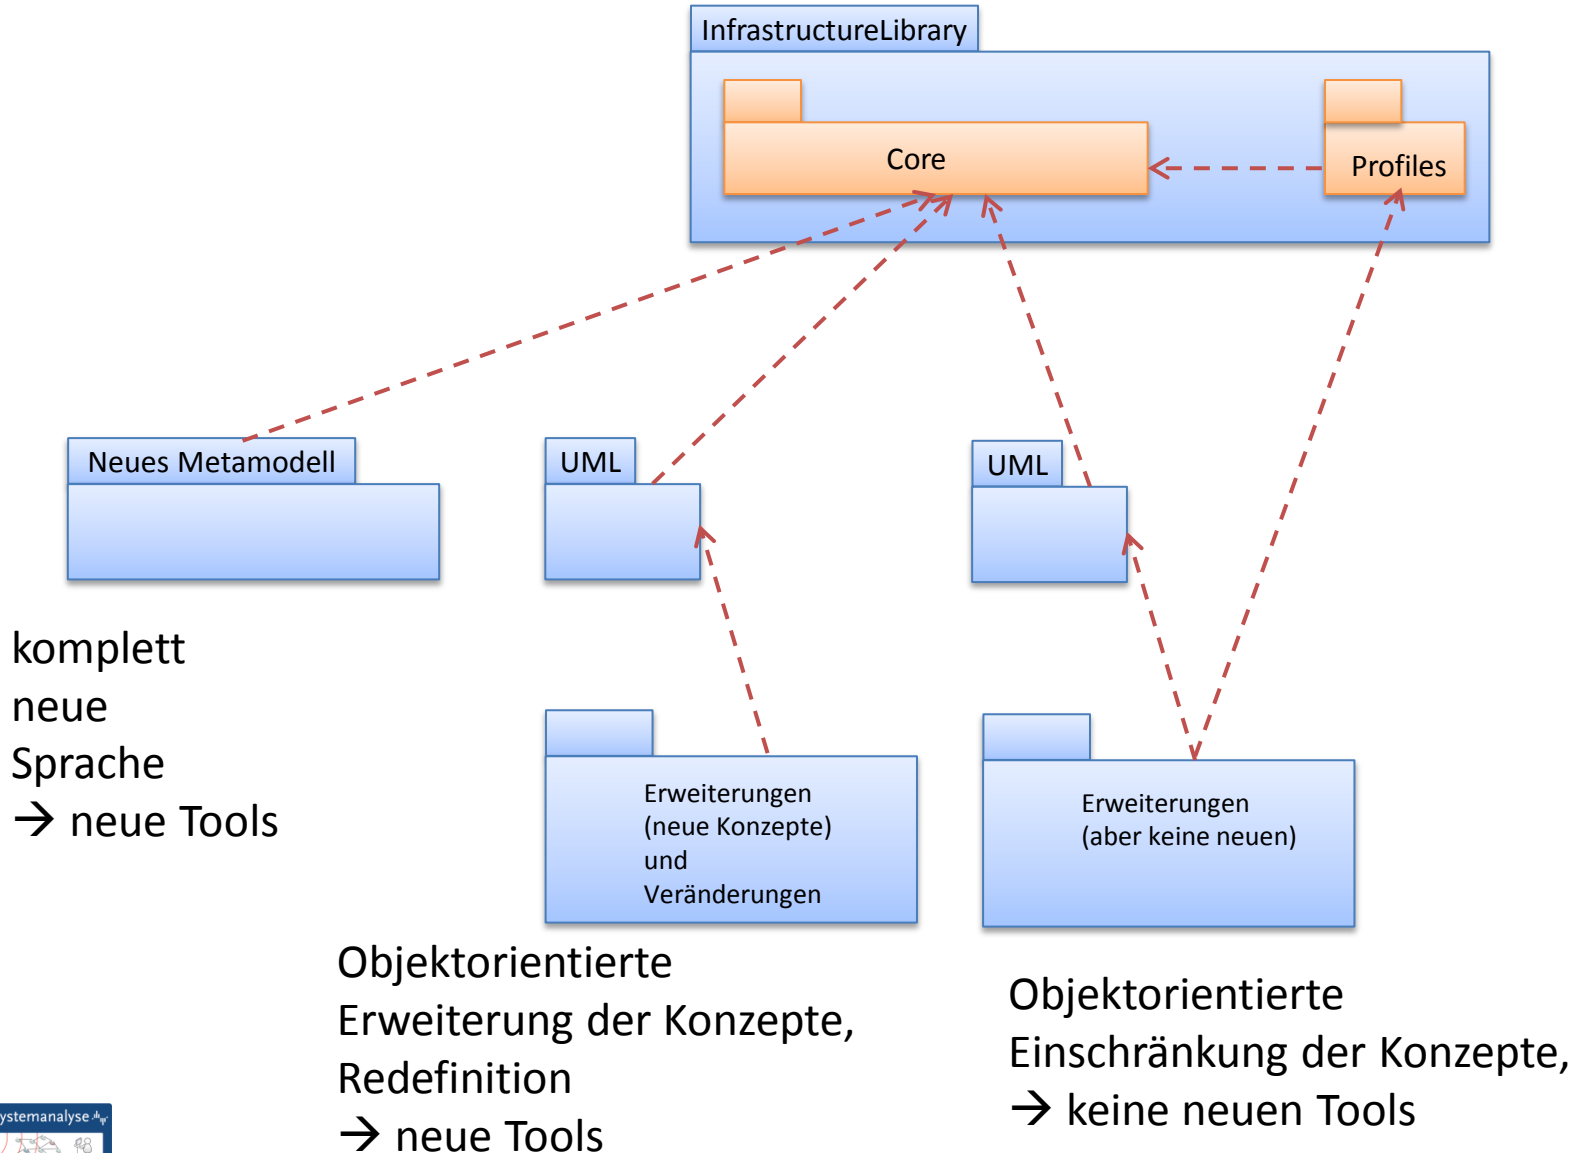 InfrastructureLibrary
Core
Profiles
Neues Metamodell
UML
UML
komplett
neue
Sprache
→ neue Tools
Erweiterungen
(neue Konzepte)
und
Veränderungen
Erweiterungen
(aber keine neuen)
Objektorientierte
Erweiterung der Konzepte,
Redefinition
→ neue Tools
Objektorientierte
Einschränkung der Konzepte,
→ keine neuen Tools
ystemanalyse